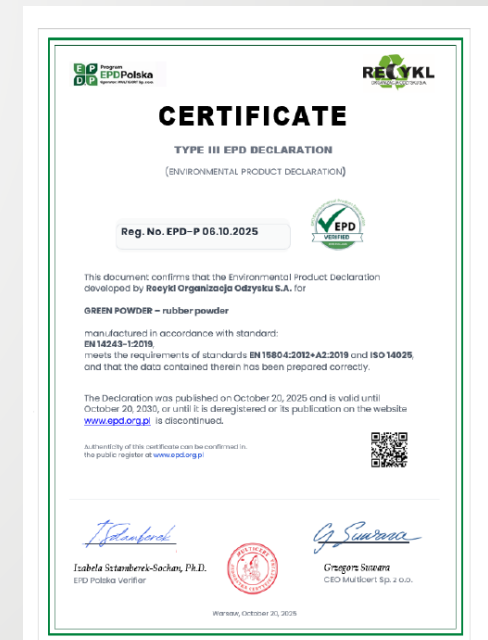 Program
EPDPolska
RECYKL
CERTIFICATE
TYPE III EPD DECLARATION
(ENVIRONMENTAL PRODUCT DECLARATION)
Reg. No. EPD-P 06.10.2025
EPD
VERIFIED
This document confirms that the Environmental Product Declaration
developed by Recykl Organizacja Odzysku S.A. for
GREEN POWDER – rubber powder
manufactured in accordance with standard:
EN 14243-1:2019,
meets the requirements of standards EN 15804:2012+A2:2019 and ISO 14025,
and that the data contained therein has been prepared correctly.
The Declaration was published on October 20, 2025 and is valid until
October 20, 2030, or until it is deregistered or its publication on the website
www.epd.org.pl is discontinued.
Authenticity of this certificate can be confirmed in
the public register at www.epd.org.pl
Izabela Sztamberek-Sochan, Ph.D.
EPD Polska Verifier
MULTICERT
Grzegorz Suwara
CEO Multicert Sp. z o.o.
Warsaw, October 20, 2025